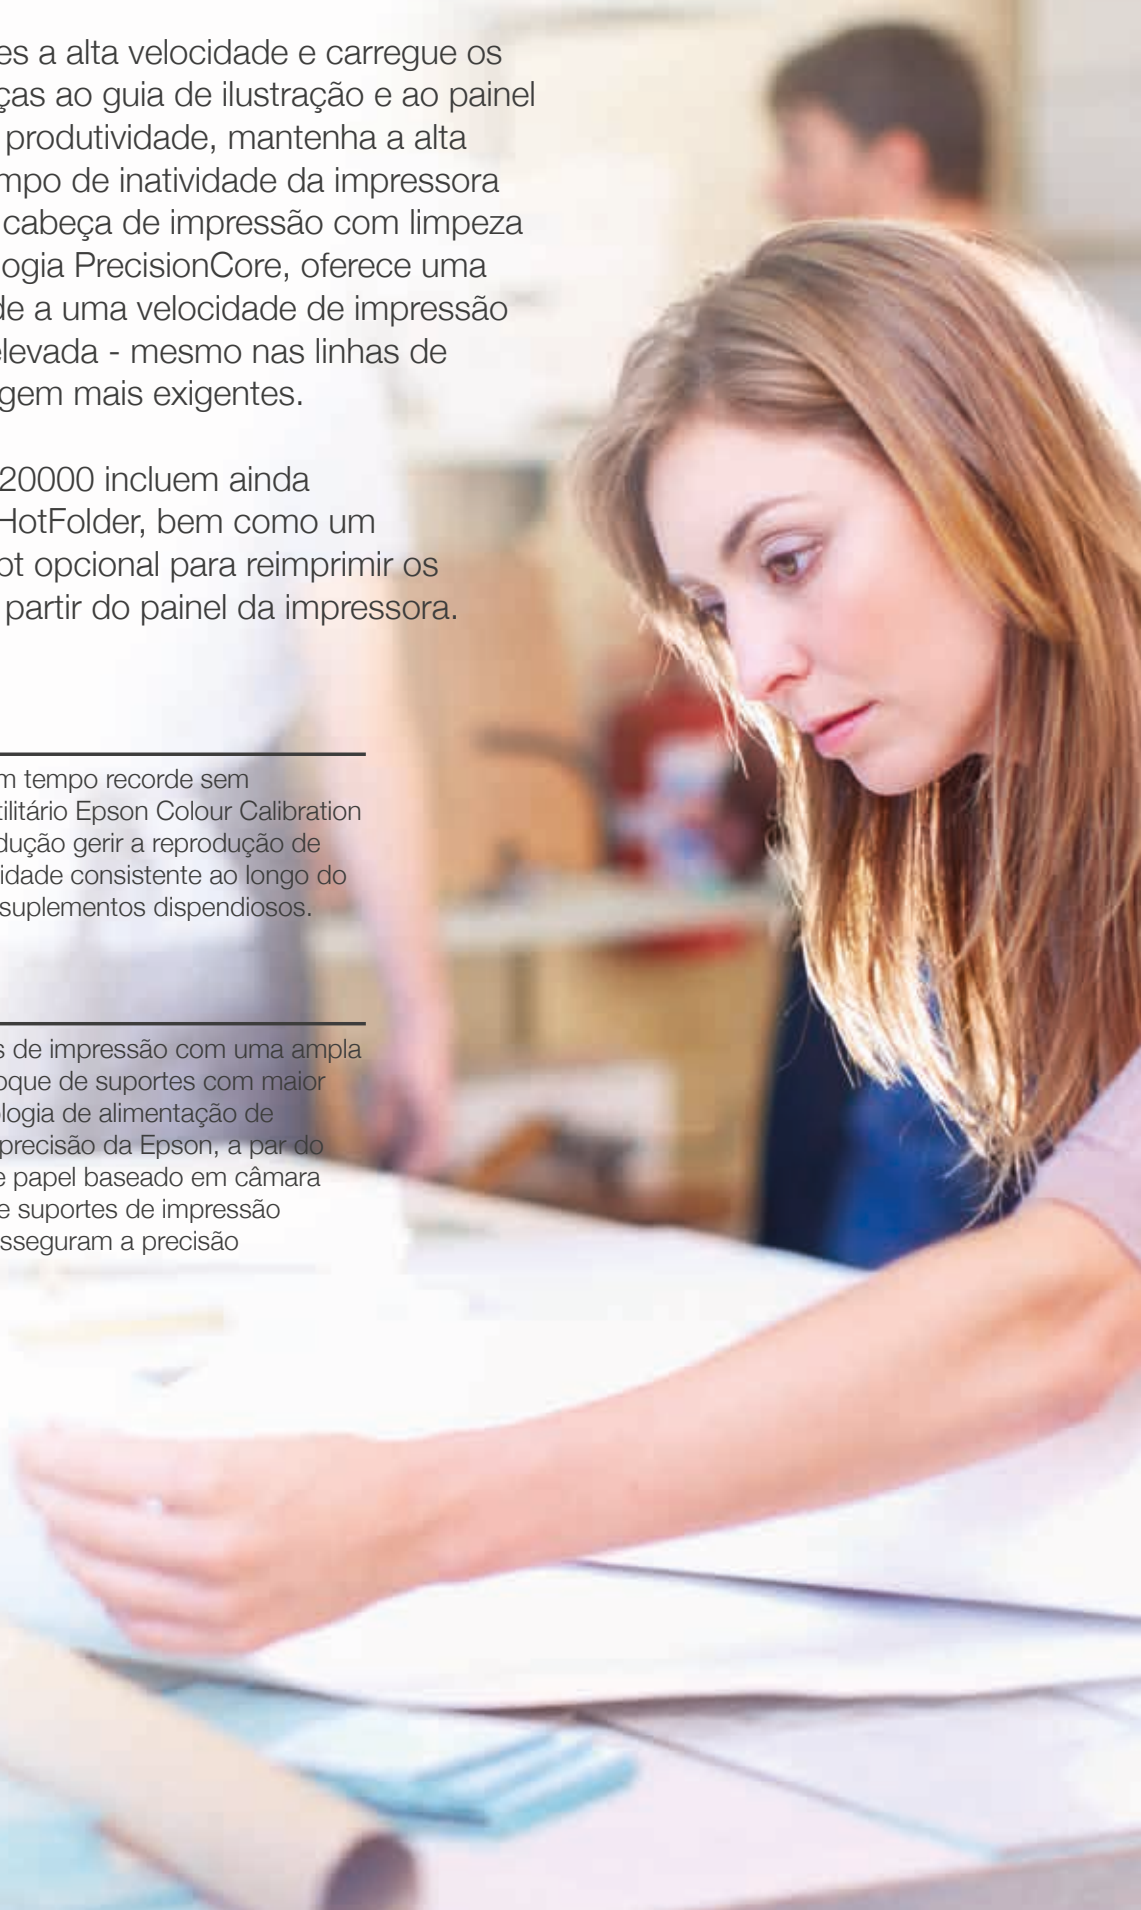 es a alta velocidade e carregue os
ças ao guia de ilustração e ao painel
produtividade, mantenha a alta
mpo de inatividade da impressora
cabeça de impressão com limpeza
logia PrecisionCore, oferece uma
de a uma velocidade de impressão
elevada - mesmo nas linhas de
gem mais exigentes.
20000 incluem ainda
HotFolder, bem como um
pt opcional para reimprimir os
partir do painel da impressora.
m tempo recorde sem
tilitário Epson Colour Calibration
dução gerir a reprodução de
idade consistente ao longo do
suplementos dispendiosos.
s de impressão com uma ampla
oque de suportes com maior
ologia de alimentação de
precisão da Epson, a par do
e papel baseado em câmara
e suportes de impressão
sseguram a precisão